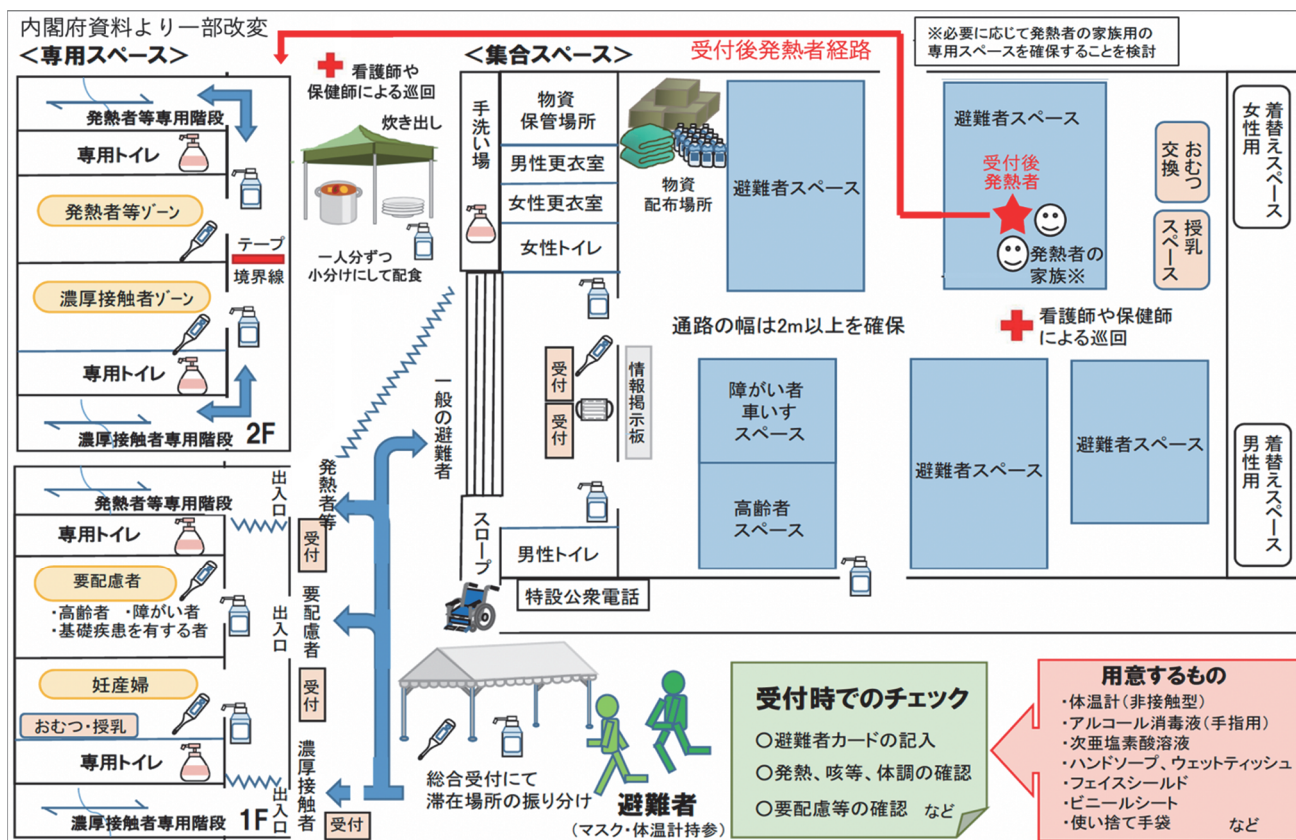 内閣府資料より一部改変
<専用スペース>
発熱者等専用階段
専用トイレ
発熱者等ゾーン
テープ
境界線
濃厚接触者ゾーン
専用トイレ
濃厚接触者専用階段
2F
看護師や
保健師による巡回
炊き出し
一人分ずつ
小分けにして配食
発熱者等専用階段
専用トイレ
要配慮者
・高齢者 ・障がい者
・基礎疾患を有する者
妊産婦
おむつ・授乳
専用トイレ
濃厚接触者専用階段
1F
出入口
受付
出入口
受付
出入口
受付
発熱者等
要配慮者
濃厚接触者
一般の避難者
<集合スペース>
受付後発熱者経路
※必要に応じて発熱者の家族用の
専用スペースを確保することを検討
手洗い場
物資
保管場所
男性更衣室
女性更衣室
女性トイレ
物資
配布場所
避難者スペース
避難者スペース
受付後
発熱者
発熱者の
家族※
おむつ
交換
授乳
スペース
着替えスペース
女性用
通路の幅は2m以上を確保
看護師や保健師
による巡回
受付
受付
情報掲示板
障がい者
車いす
スペース
高齢者
スペース
避難者スペース
避難者スペース
着替えスペース
男性用
スロープ
男性トイレ
特設公衆電話
総合受付にて
滞在場所の振り分け
避難者
(マスク・体温計持参)
受付時でのチェック
○避難者カードの記入
○発熱、咳等、体調の確認
○要配慮等の確認 など
用意するもの
・体温計(非接触型)
・アルコール消毒液(手指用)
・次亜塩素酸溶液
・ハンドソープ、ウェットティッシュ
・フェイスシールド
・ビニールシート
・使い捨て手袋 など